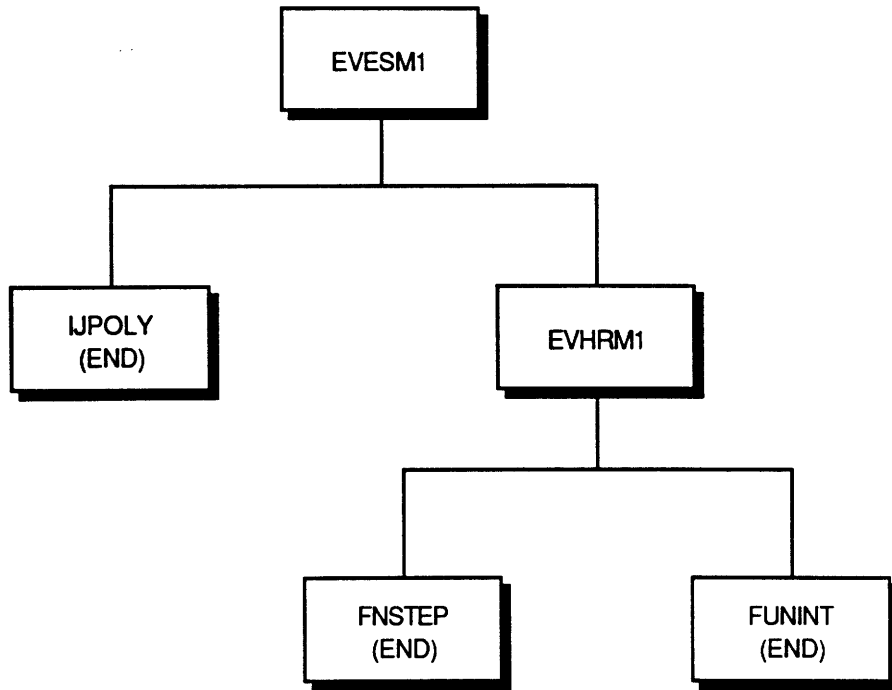 EVESM1
IJPOLY
(END)
EVHRM1
FNSTEP
(END)
FUNINT
(END)